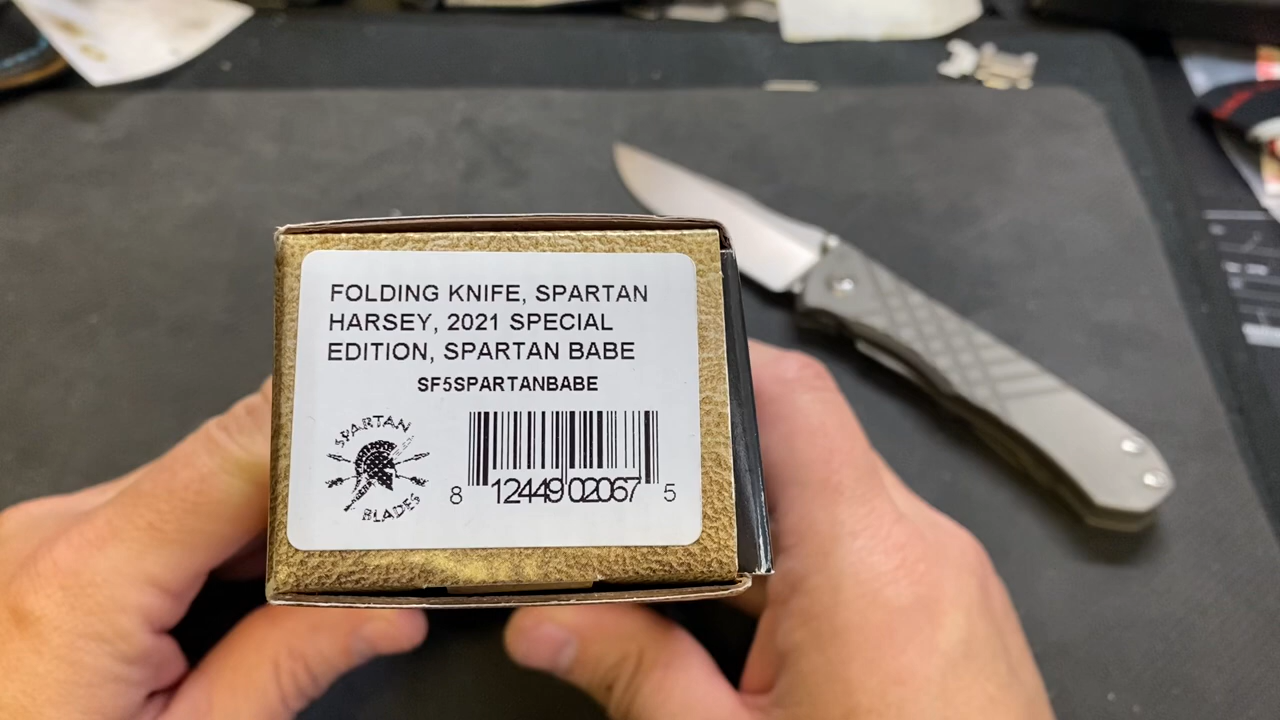 FOLDING KNIFE, SPARTAN
HARSEY, 2021 SPECIAL
EDITION, SPARTAN BABE
SF5SPARTANBABE
SPARTAN
BLADES
8 12449 02067 5